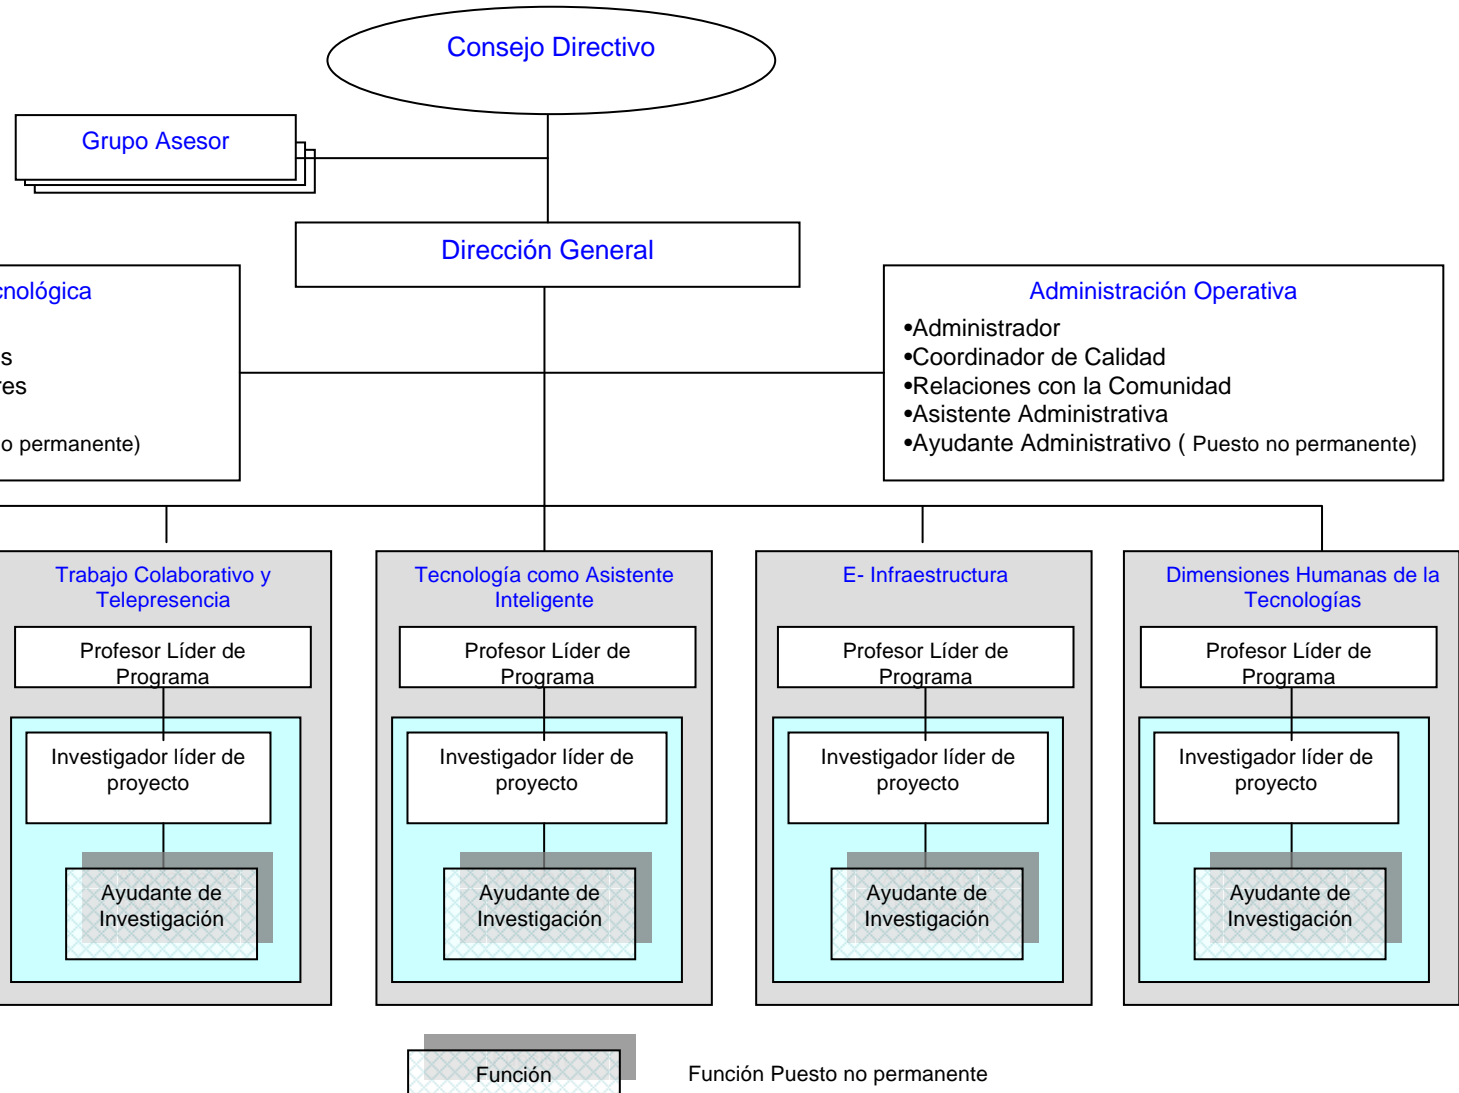 Consejo Directivo
Grupo Asesor
Dirección General
Administración Operativa
•Administrador
•Coordinador de Calidad
•Relaciones con la Comunidad
•Asistente Administrativa
•Ayudante Administrativo ( Puesto no permanente)
permanente)
Trabajo Colaborativo y
Telepresencia
Profesor Líder de
Programa
Investigador líder de
proyecto
Ayudante de
Investigación
Tecnología como Asistente
Inteligente
Profesor Líder de
Programa
Investigador líder de
proyecto
Ayudante de
Investigación
E- Infraestructura
Profesor Líder de
Programa
Investigador líder de
proyecto
Ayudante de
Investigación
Dimensiones Humanas de la
Tecnologías
Profesor Líder de
Programa
Investigador líder de
proyecto
Ayudante de
Investigación
Función
Función Puesto no permanente